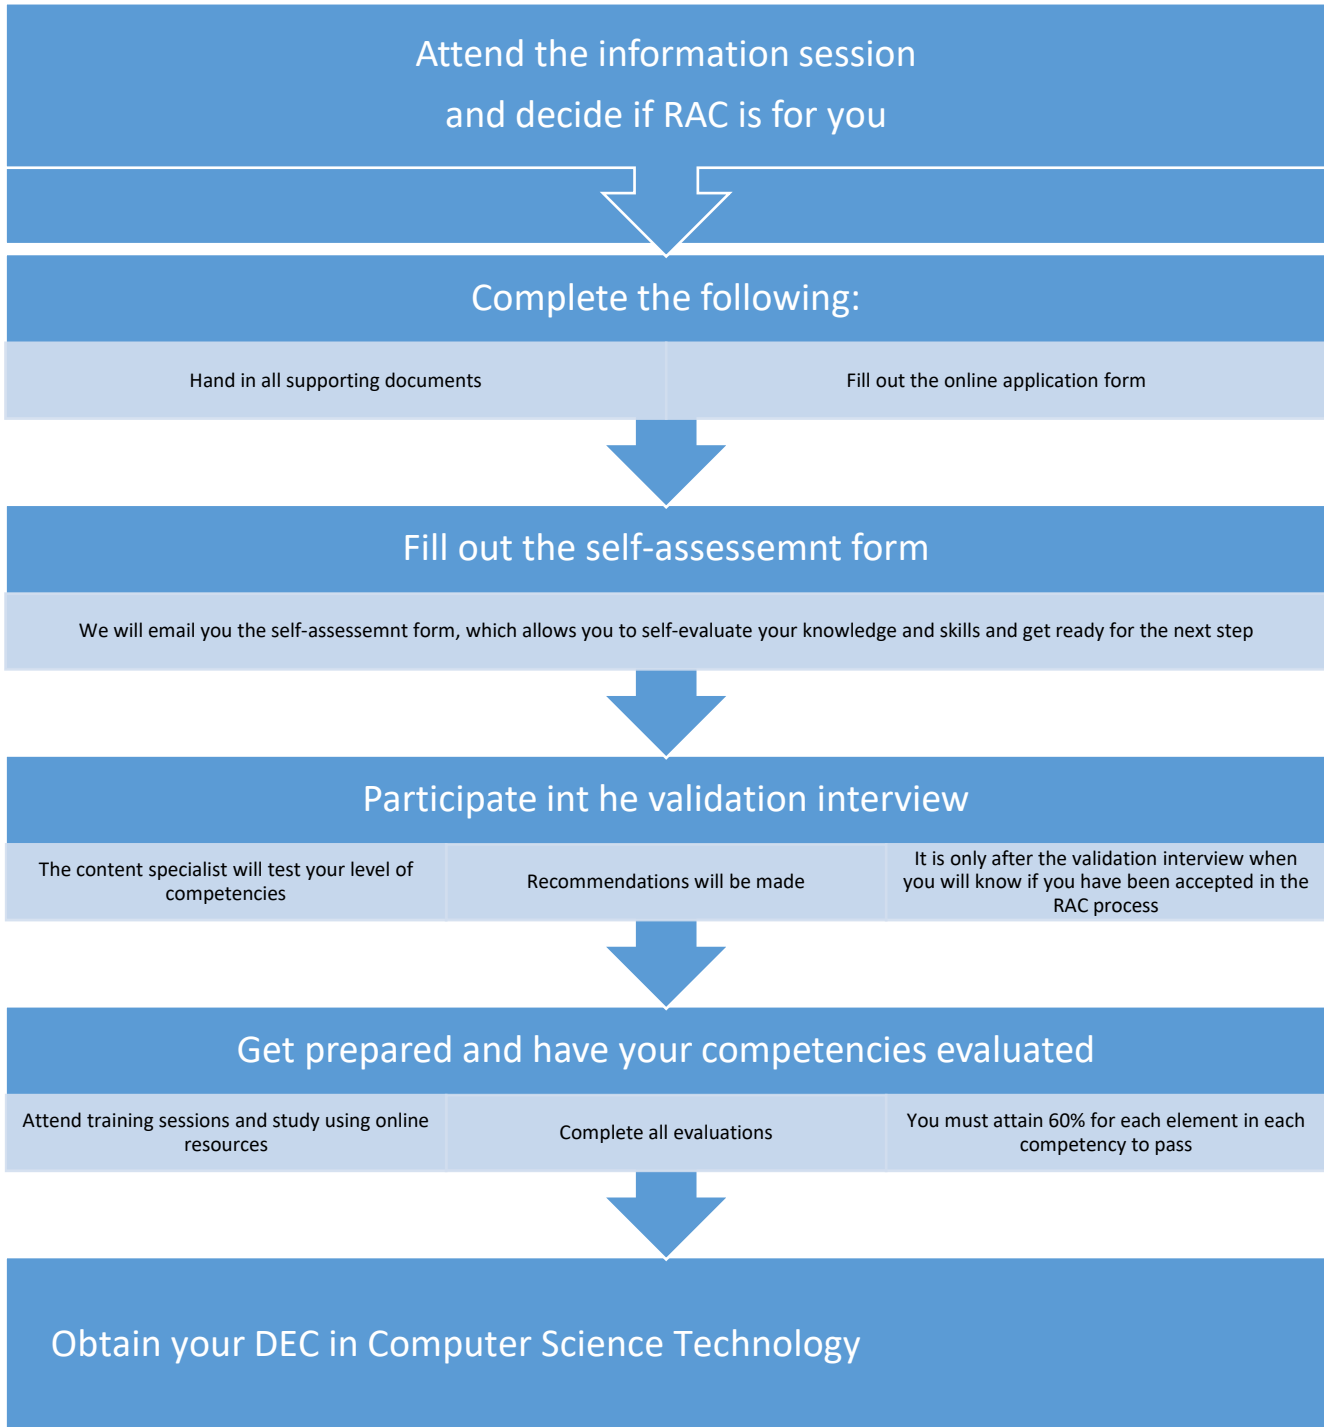 Attend the information session
and decide if RAC is for you
Complete the following:
Hand in all supporting documents
Fill out the online application form
Fill out the self-assessemnt form
We will email you the self-assessemnt form, which allows you to self-evaluate your knowledge and skills and get ready for the next step
Participate int he validation interview
The content specialist will test your level of
competencies
Recommendations will be made
It is only after the validation interview when
you will know if you have been accepted in the
RAC process
Get prepared and have your competencies evaluated
Attend training sessions and study using online
resources
Complete all evaluations
You must attain 60% for each element in each
competency to pass
Obtain your DEC in Computer Science Technology